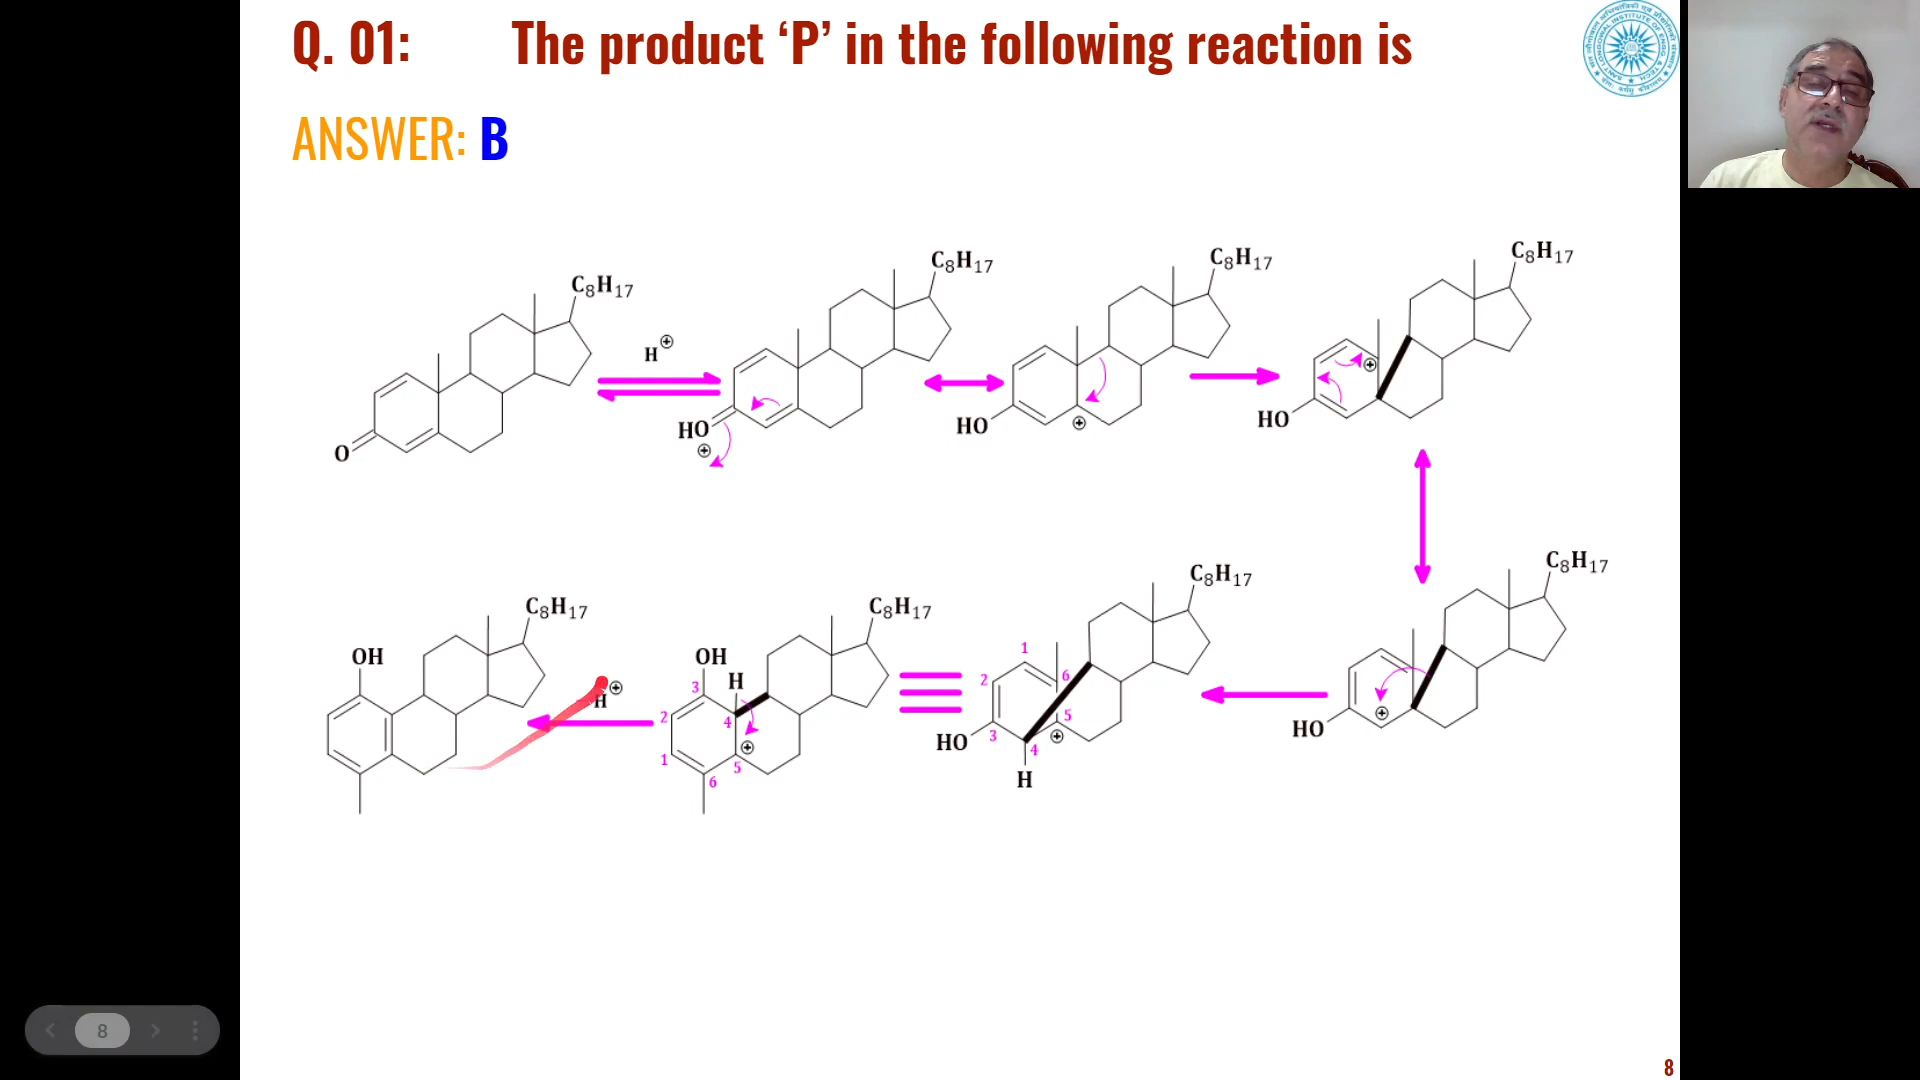 Q. 01: The product ‘P’ in the following reaction is
ANSWER: B
C8H17
C8H17
C8H17
C8H17
H⊕
O
HO
⊕
HO
⊕
HO
⊕
C8H17
C8H17
C8H17
C8H17
OH
H⊕
OH
H
3
2
4
1
5
6
⊕
1
2
6
5
3
4
HO
H
⊕
HO
⊕
8
8